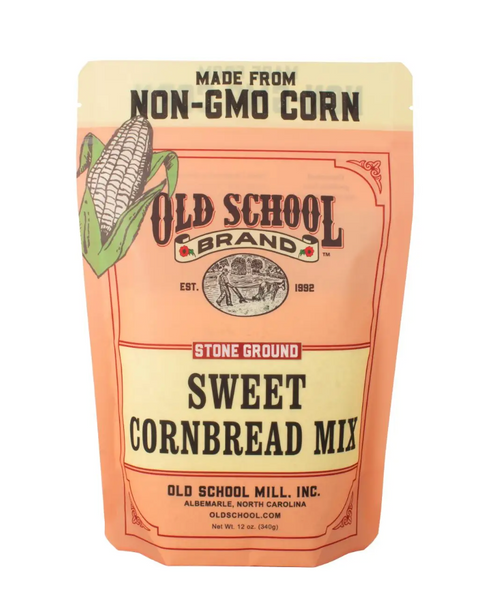 MADE FROM
NON-GMO CORN
OLD SCHOOL
BRAND
™
EST. 1992
STONE GROUND
SWEET
CORNBREAD MIX
OLD SCHOOL MILL, INC.
ALBEMARLE, NORTH CAROLINA
OLDSCHOOL.COM
Net Wt. 12 oz. (340g)